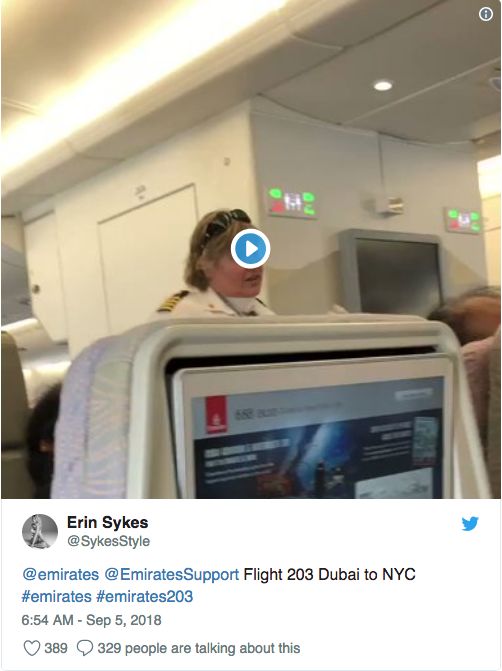 Erin Sykes
@SykesStyle
@emirates @EmiratesSupport Flight 203 Dubai to NYC
#emirates #emirates203
6:54 AM - Sep 5, 2018
389 329 people are talking about this